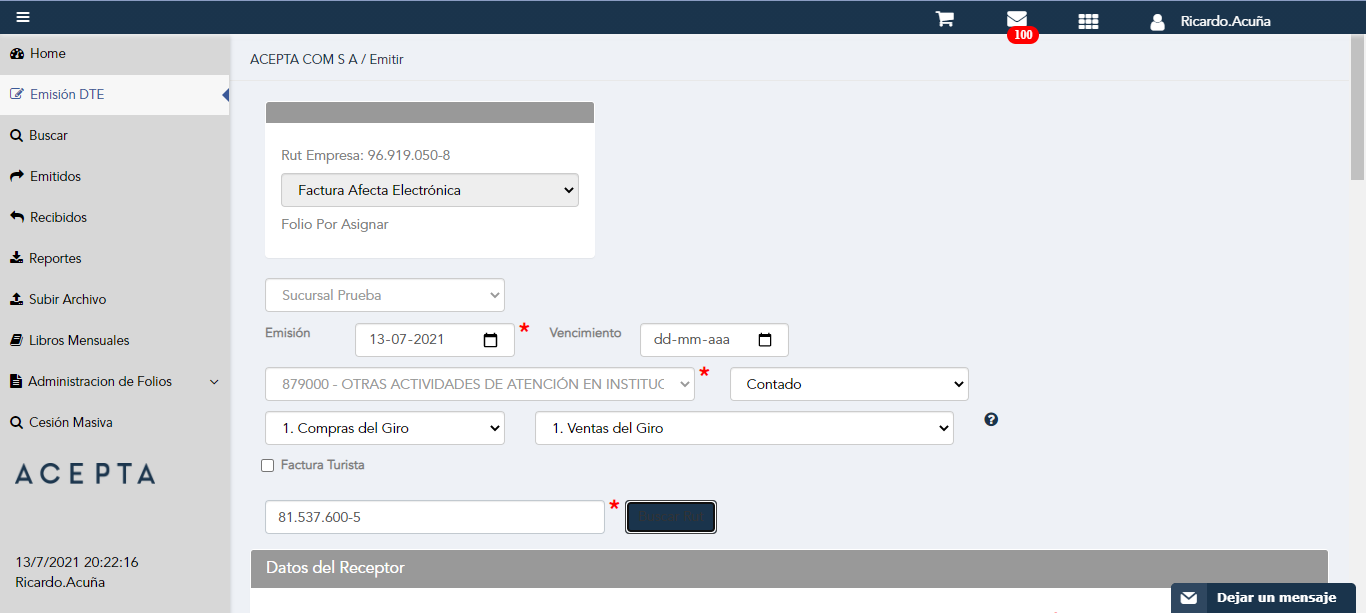 100
Ricardo.Acuña
Home
Emisión DTE
Buscar
Emitidos
Recibidos
Reportes
Subir Archivo
Libros Mensuales
Administracion de Folios
Cesión Masiva
ACEPTA
13/7/2021 20:22:16
Ricardo.Acuña
ACEPTA COM S A / Emitir
Rut Empresa: 96.919.050-8
Factura Afecta Electrónica
Folio Por Asignar
Sucursal Prueba
Emisión 13-07-2021 * Vencimiento dd-mm-aaa
879000 - OTRAS ACTIVIDADES DE ATENCIÓN EN INSTITUC * Contado
1. Compras del Giro 1. Ventas del Giro
Factura Turista
81.537.600-5 *
Datos del Receptor
Dejar un mensaje